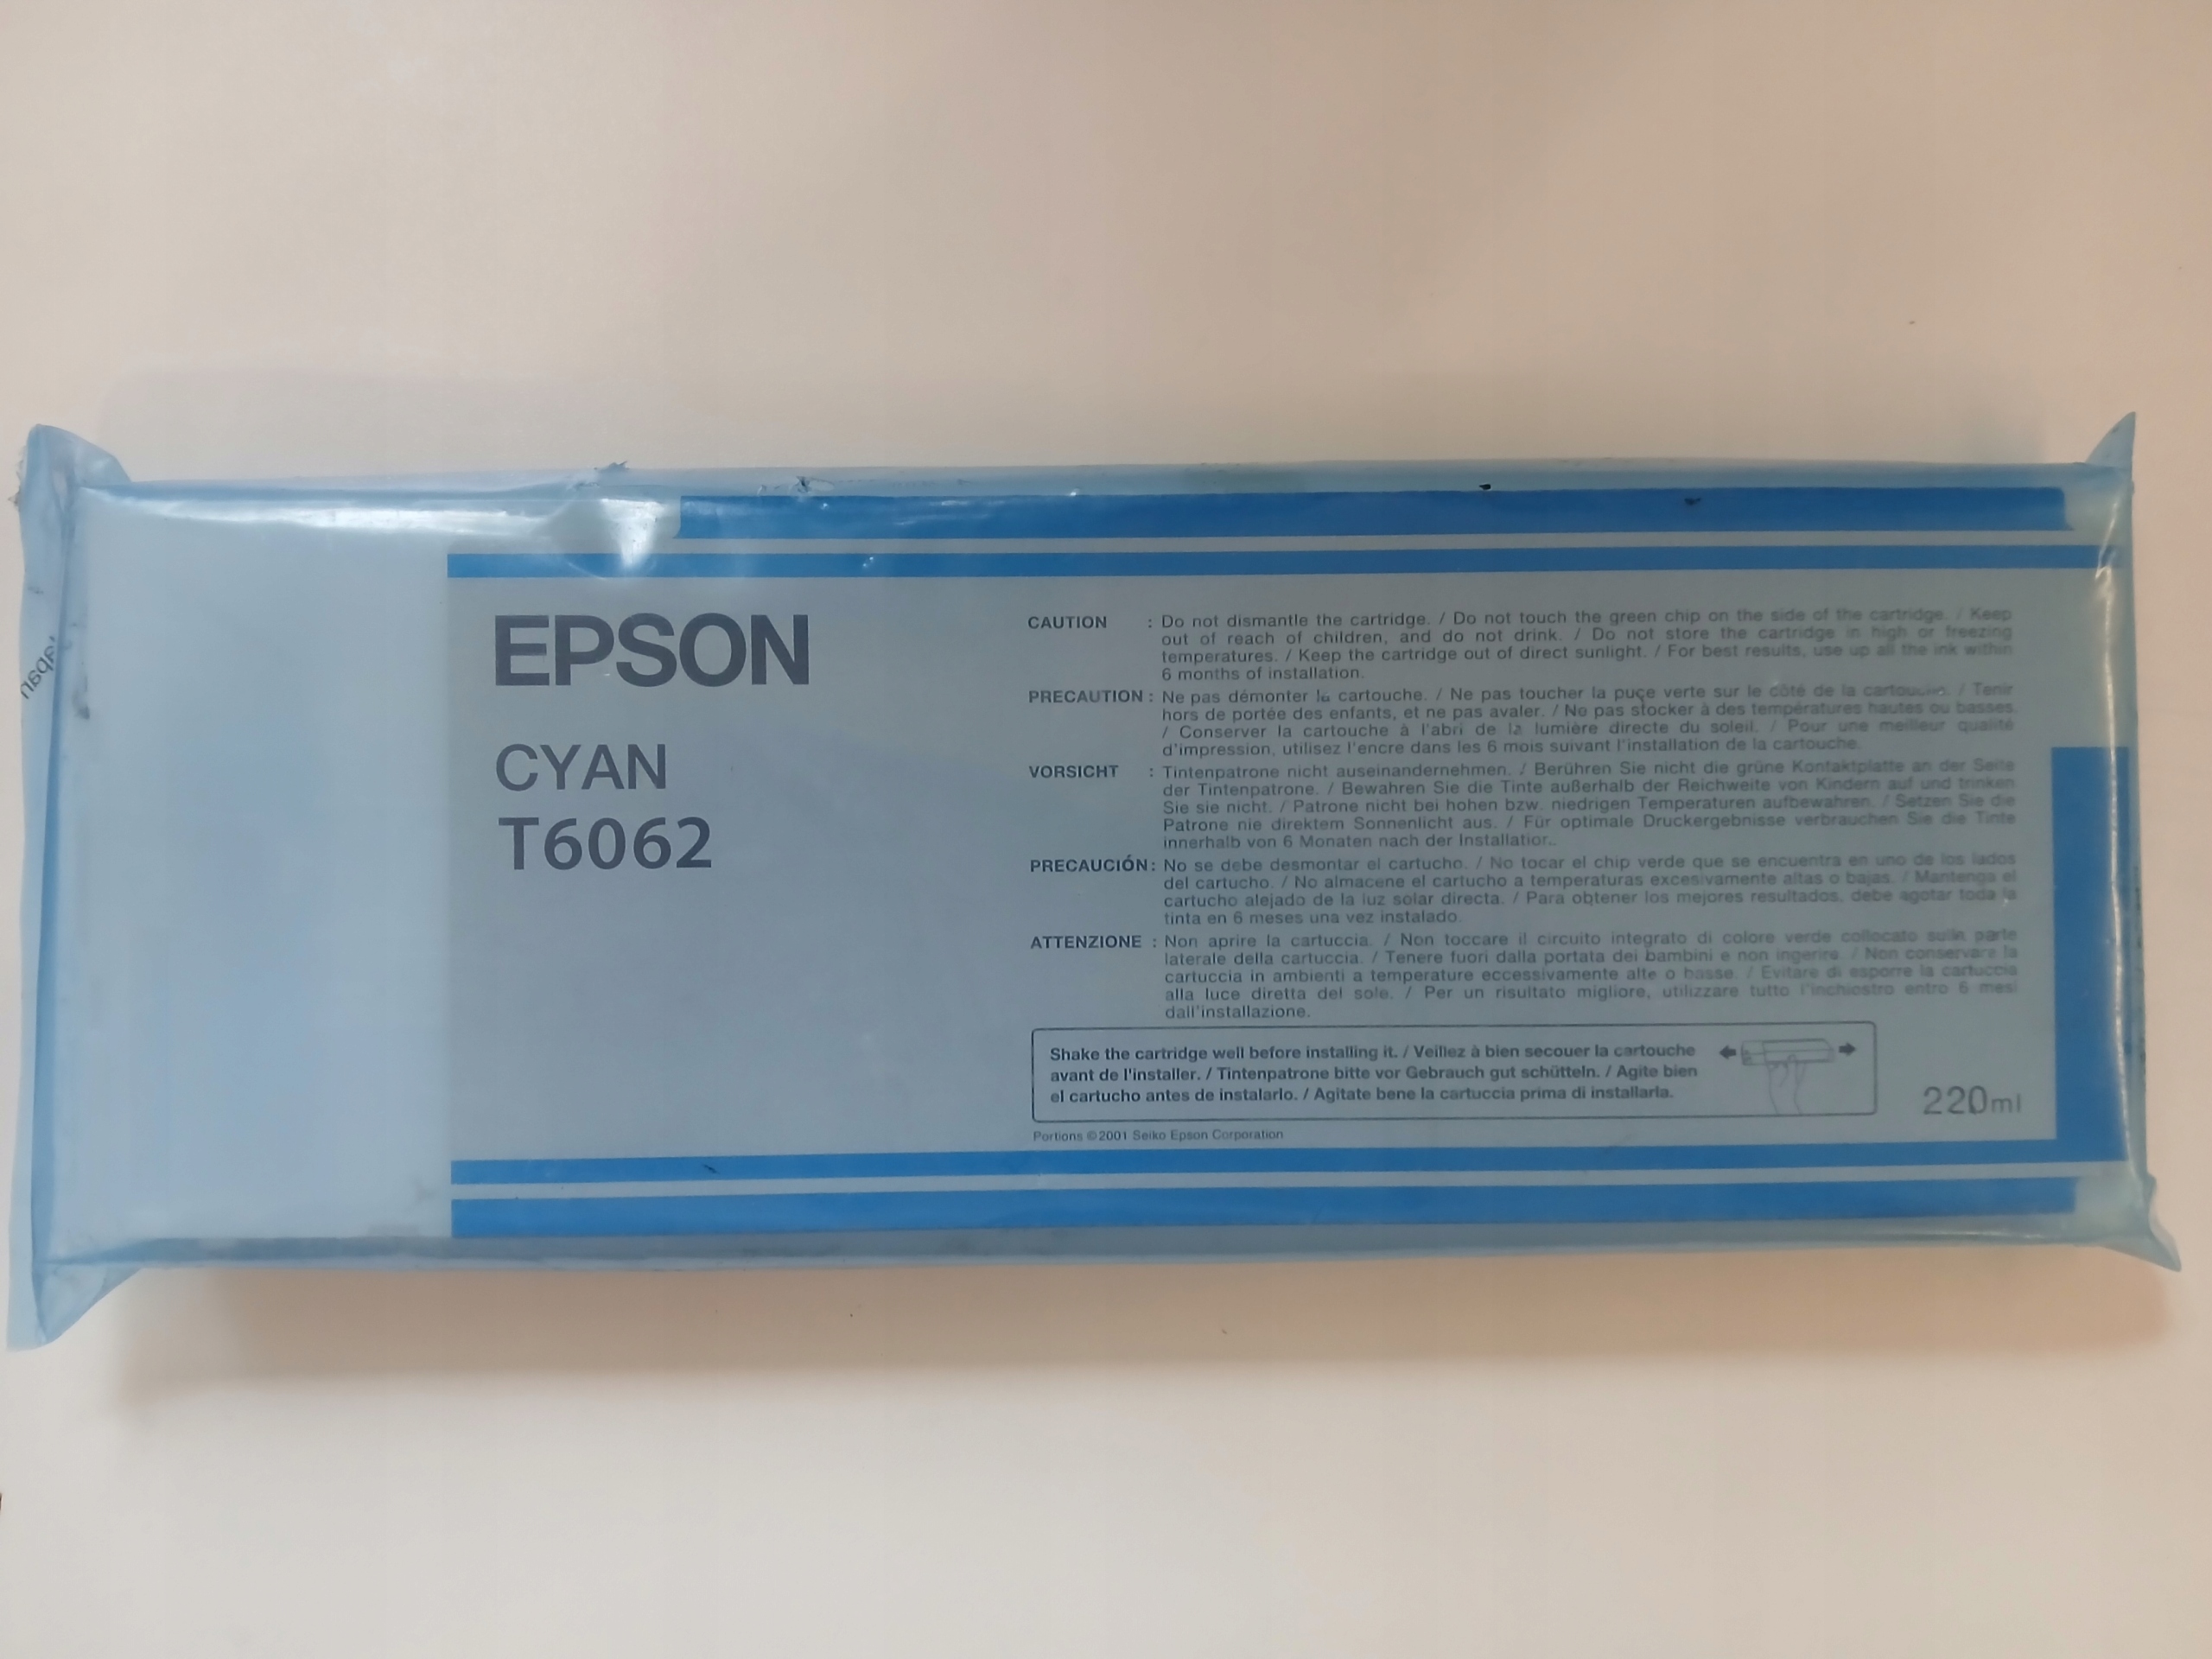 EPSON
CYAN
T6062
CAUTION : Do not dismantle the cartridge. / Do not touch the green chip on the side of the cartridge. / Keep
out of reach of children, and do not drink. / Do not store the cartridge in high or freezing
temperatures. / Keep the cartridge out of direct sunlight. / For best results, use up all the ink within
6 months of installation.
PRECAUTION : Ne pas démonter la cartouche. / Ne pas toucher la puçe verte sur le côté de la cartouche. / Tenir
hors de portée des enfants, et ne pas avaler. / Ne pas stocker à des températures hautes ou basses.
/ Conserver la cartouche à l'abri de la lumière directe du soleil. / Pour une meilleur qualité
d'impression, utilisez l'encre dans les 6 mois suivant l'installation de la cartouche.
VORSICHT : Tintenpatrone nicht auseinandernehmen. / Berühren Sie nicht die grüne Kontaktplatte an der Seite
der Tintenpatrone. / Bewahren Sie die Tinte außerhalb der Reichweite von Kindern auf und trinken
Sie sie nicht. / Patrone nicht bei hohen bzw. niedrigen Temperaturen aufbewahren. / Setzen Sie die
Patrone nie direktem Sonnenlicht aus. / Für optimale Druckergebnisse verbrauchen Sie die Tinte
innerhalb von 6 Monaten nach der Installation.
PRECAUCIÓN : No se debe desmontar el cartucho. / No tocar el chip verde que se encuentra en uno de los lados
del cartucho. / No almacene el cartucho a temperaturas excesivamente altas o bajas. / Mantenga el
cartucho alejado de la luz solar directa. / Para obtener los mejores resultados, debe agotar toda la
tinta en 6 meses una vez instalado.
ATTENZIONE : Non aprire la cartuccia. / Non toccare il circuito integrato di colore verde collocato sulla parte
laterale della cartuccia. / Tenere fuori dalla portata dei bambini e non ingerire. / Non conservare la
cartuccia in ambienti a temperature eccessivamente alte o basse. / Evitare di esporre la cartuccia
alla luce diretta del sole. / Per un risultato migliore, utilizzare tutto l'inchiostro entro 6 mesi
dall'installazione.
Shake the cartridge well before installing it. / Veillez à bien secouer la cartouche
avant de l'installer. / Tintenpatrone bitte vor Gebrauch gut schütteln. / Agite bien
el cartucho antes de instalarlo. / Agitate bene la cartuccia prima di installarla.
220ml
Portions ©2001 Seiko Epson Corporation